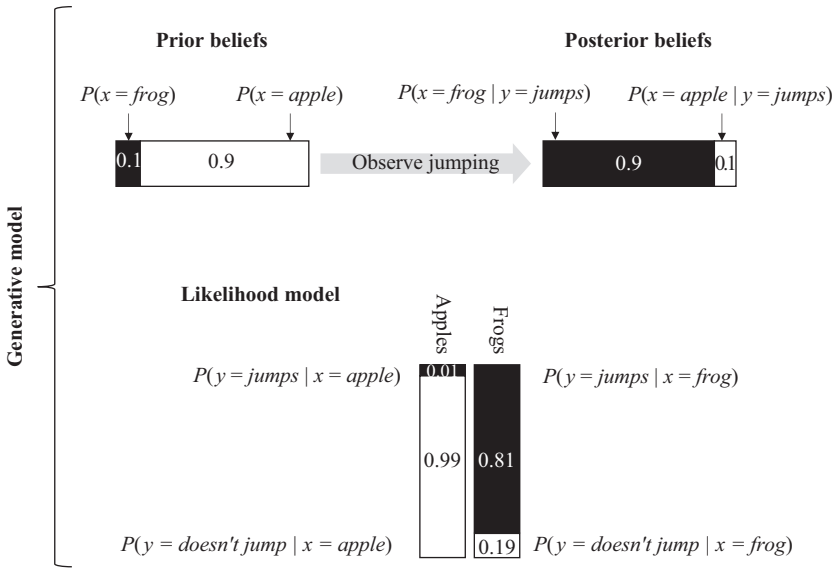 Prior beliefs
Posterior beliefs
P(x = frog)
P(x = apple)
P(x = frog | y = jumps)
P(x = apple | y = jumps)
0.1
0.9
Observe jumping
0.9
0.1
Generative model
Likelihood model
Apples
Frogs
P(y = jumps | x = apple)
0.01
P(y = jumps | x = frog)
0.99
0.81
P(y = doesn't jump | x = apple)
0.19
P(y = doesn't jump | x = frog)